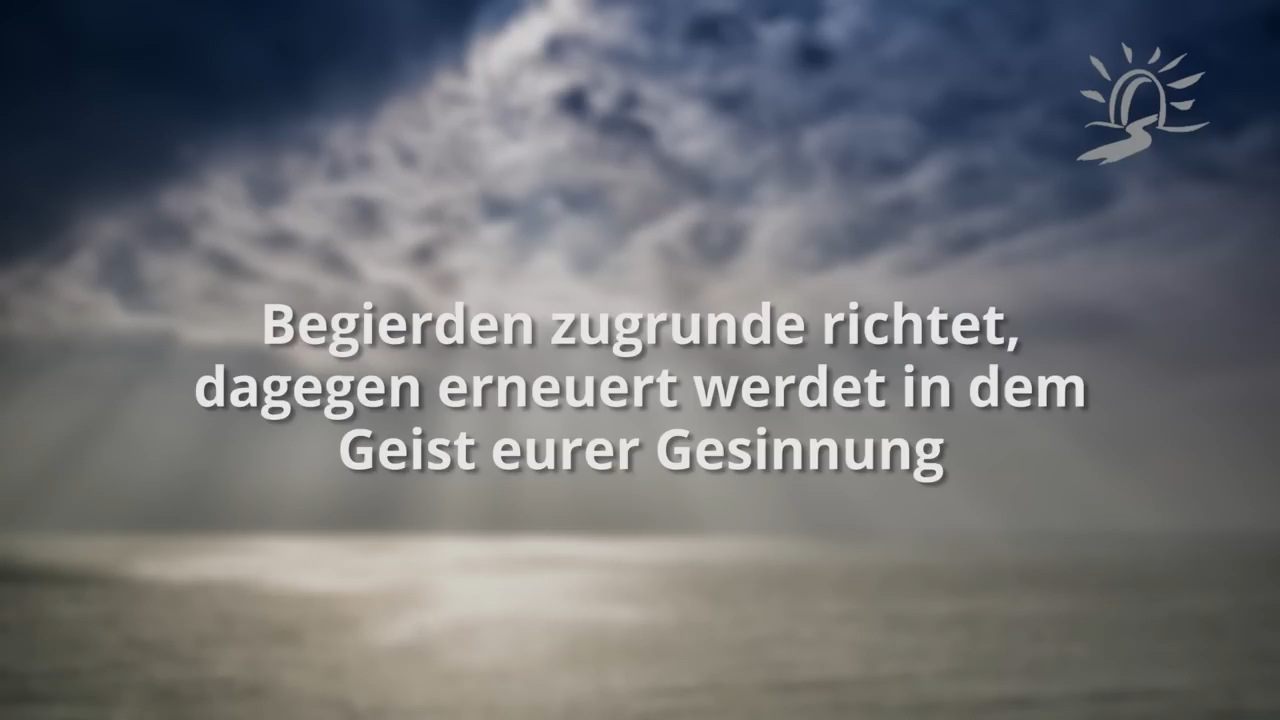 Begierden zugrunde richtet,
dagegen erneuert werdet in dem
Geist eurer Gesinnung